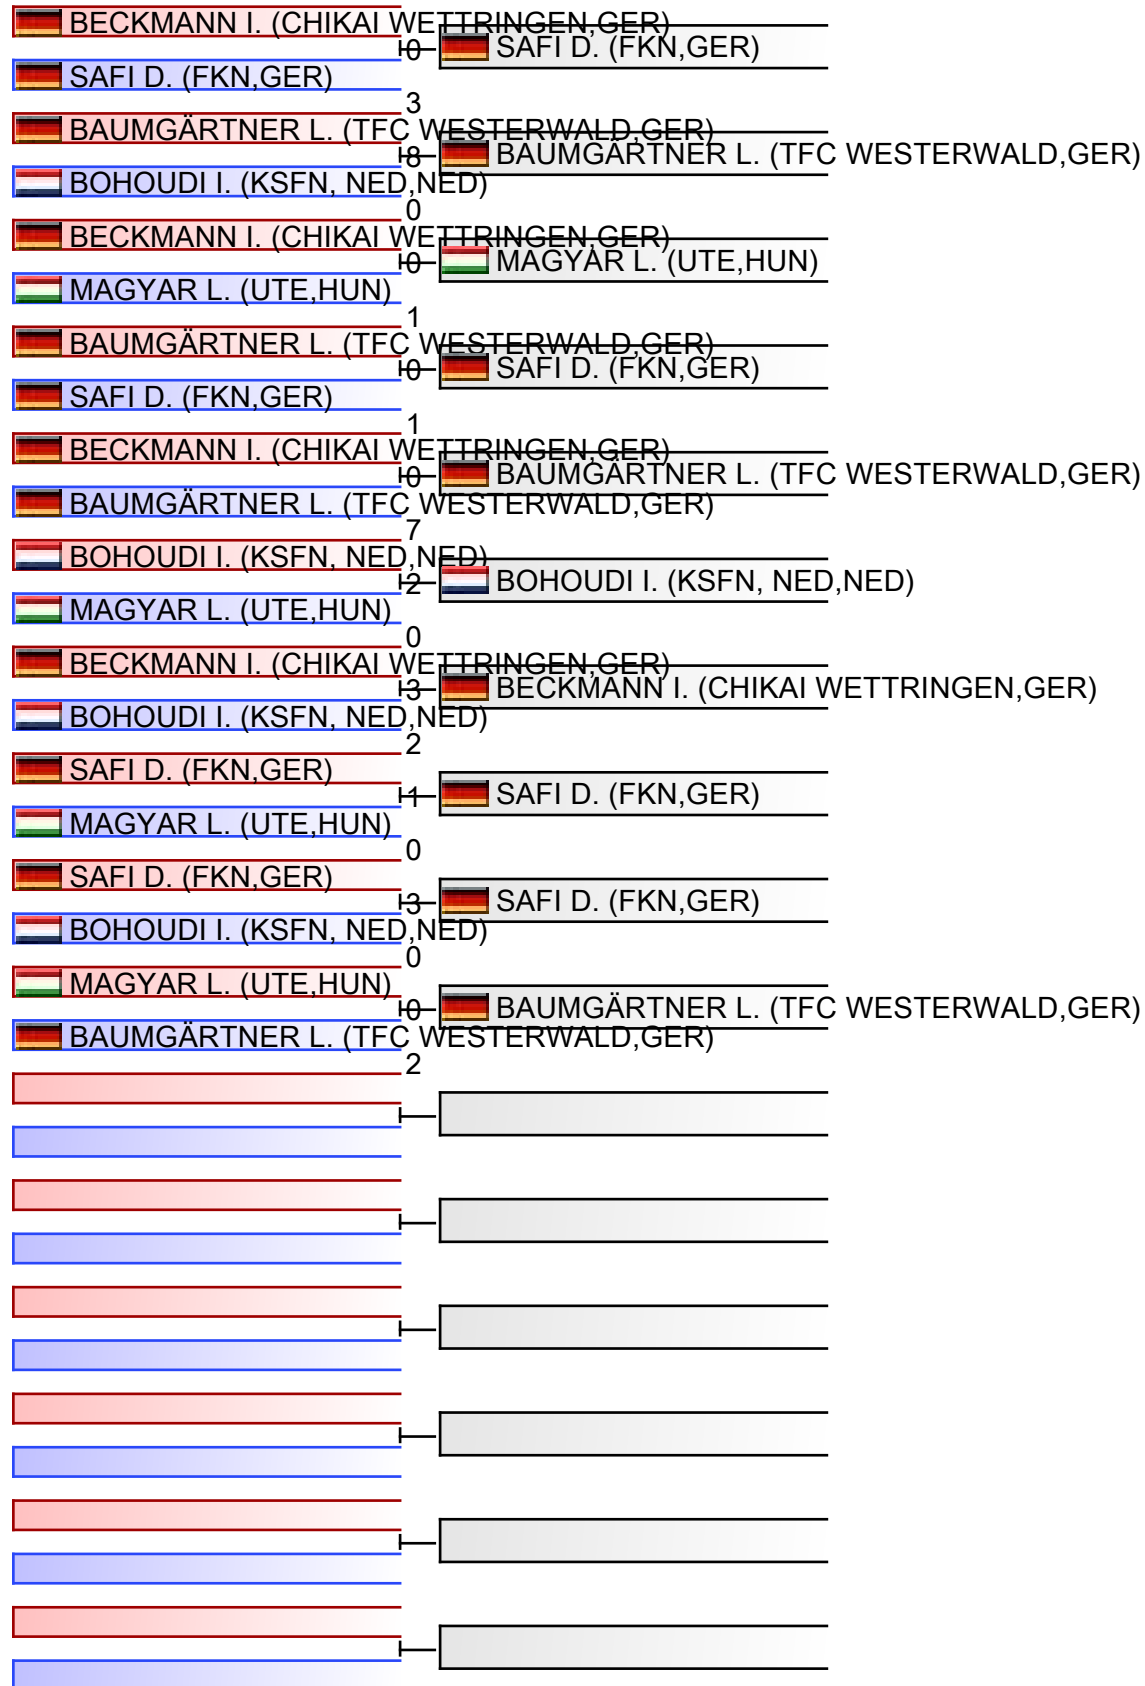 BECKMANN I. (CHIKAI WETTRINGEN,GER)
0
SAFI D. (FKN,GER)
SAFI D. (FKN,GER)
3
BAUMGÄRTNER L. (TFC WESTERWALD,GER)
8
BAUMGÄRTNER L. (TFC WESTERWALD,GER)
BOHOUDI I. (KSFN, NED,NED)
0
BECKMANN I. (CHIKAI WETTRINGEN,GER)
0
MAGYAR L. (UTE,HUN)
MAGYAR L. (UTE,HUN)
1
BAUMGÄRTNER L. (TFC WESTERWALD,GER)
0
SAFI D. (FKN,GER)
SAFI D. (FKN,GER)
1
BECKMANN I. (CHIKAI WETTRINGEN,GER)
0
BAUMGÄRTNER L. (TFC WESTERWALD,GER)
BAUMGÄRTNER L. (TFC WESTERWALD,GER)
7
BOHOUDI I. (KSFN, NED,NED)
2
BOHOUDI I. (KSFN, NED,NED)
MAGYAR L. (UTE,HUN)
0
BECKMANN I. (CHIKAI WETTRINGEN,GER)
3
BECKMANN I. (CHIKAI WETTRINGEN,GER)
BOHOUDI I. (KSFN, NED,NED)
2
SAFI D. (FKN,GER)
1
SAFI D. (FKN,GER)
MAGYAR L. (UTE,HUN)
0
SAFI D. (FKN,GER)
3
SAFI D. (FKN,GER)
BOHOUDI I. (KSFN, NED,NED)
0
MAGYAR L. (UTE,HUN)
0
BAUMGÄRTNER L. (TFC WESTERWALD,GER)
BAUMGÄRTNER L. (TFC WESTERWALD,GER)
2